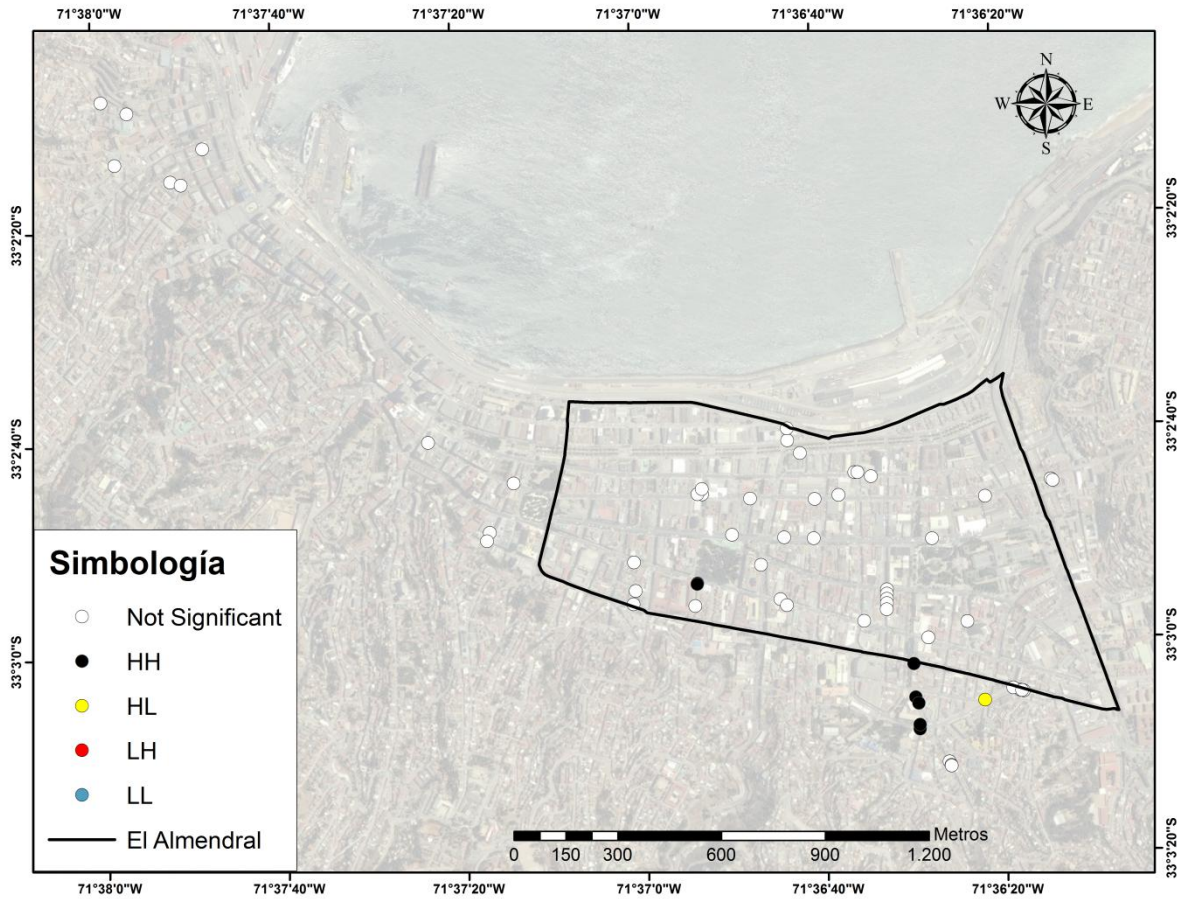 71°38'0"W 71°37'40"W 71°37'20"W 71°37'0"W 71°36'40"W 71°36'20"W
N
W E
S
33°2'20"S
33°2'20"S
33°2'40"S
33°2'40"S
33°3'0"S
33°3'0"S
33°3'20"S
Simbología
Not Significant
HH
HL
LH
LL
El Almendral
Metros
0 150 300 600 900 1.200
71°38'0"W 71°37'40"W 71°37'20"W 71°37'0"W 71°36'40"W 71°36'20"W